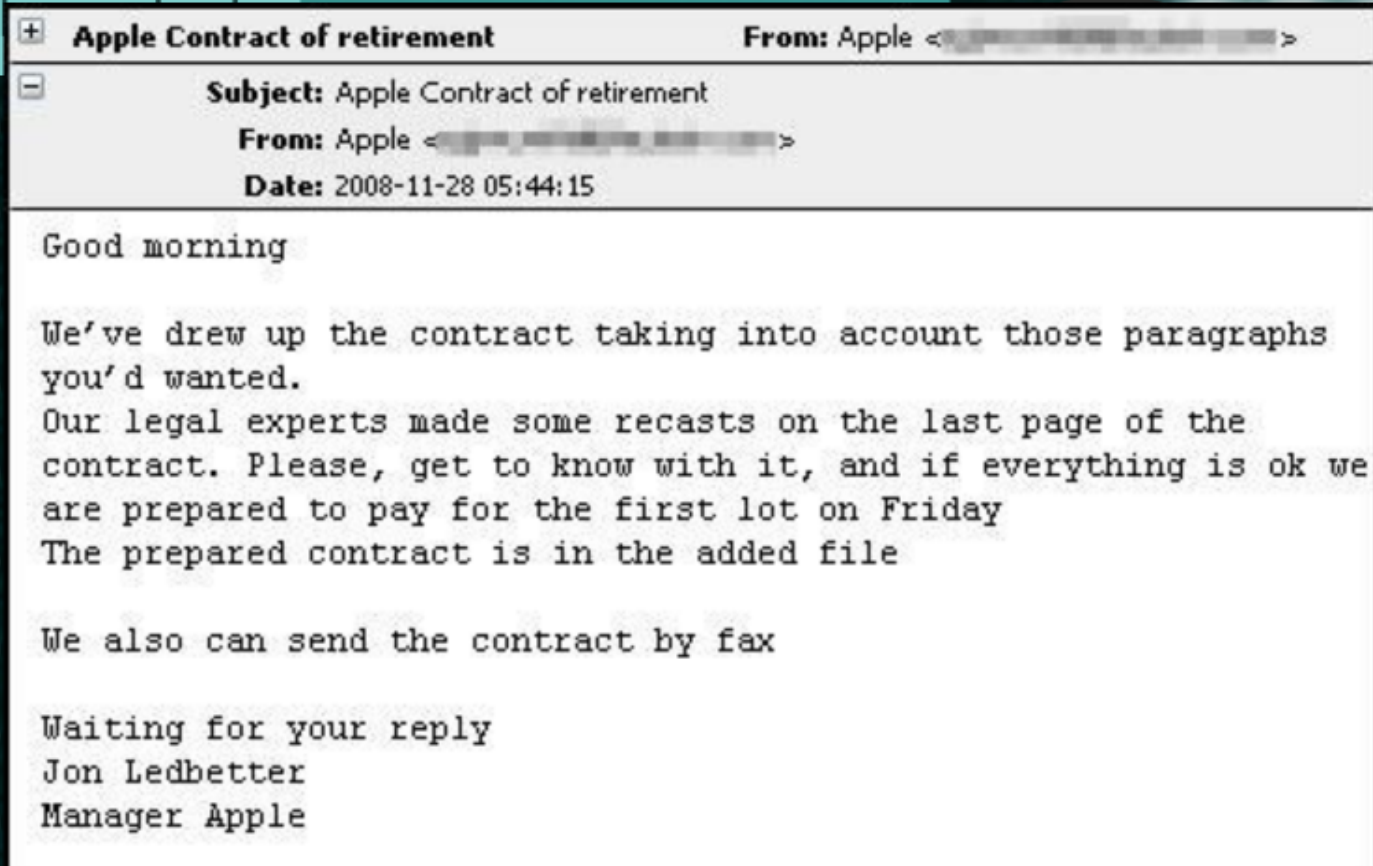 Apple Contract of retirement From: Apple < >
Subject: Apple Contract of retirement
From: Apple < >
Date: 2008-11-28 05:44:15
Good morning
We've drew up the contract taking into account those paragraphs
you'd wanted.
Our legal experts made some recasts on the last page of the
contract. Please, get to know with it, and if everything is ok we
are prepared to pay for the first lot on Friday
The prepared contract is in the added file
We also can send the contract by fax
Waiting for your reply
Jon Ledbetter
Manager Apple